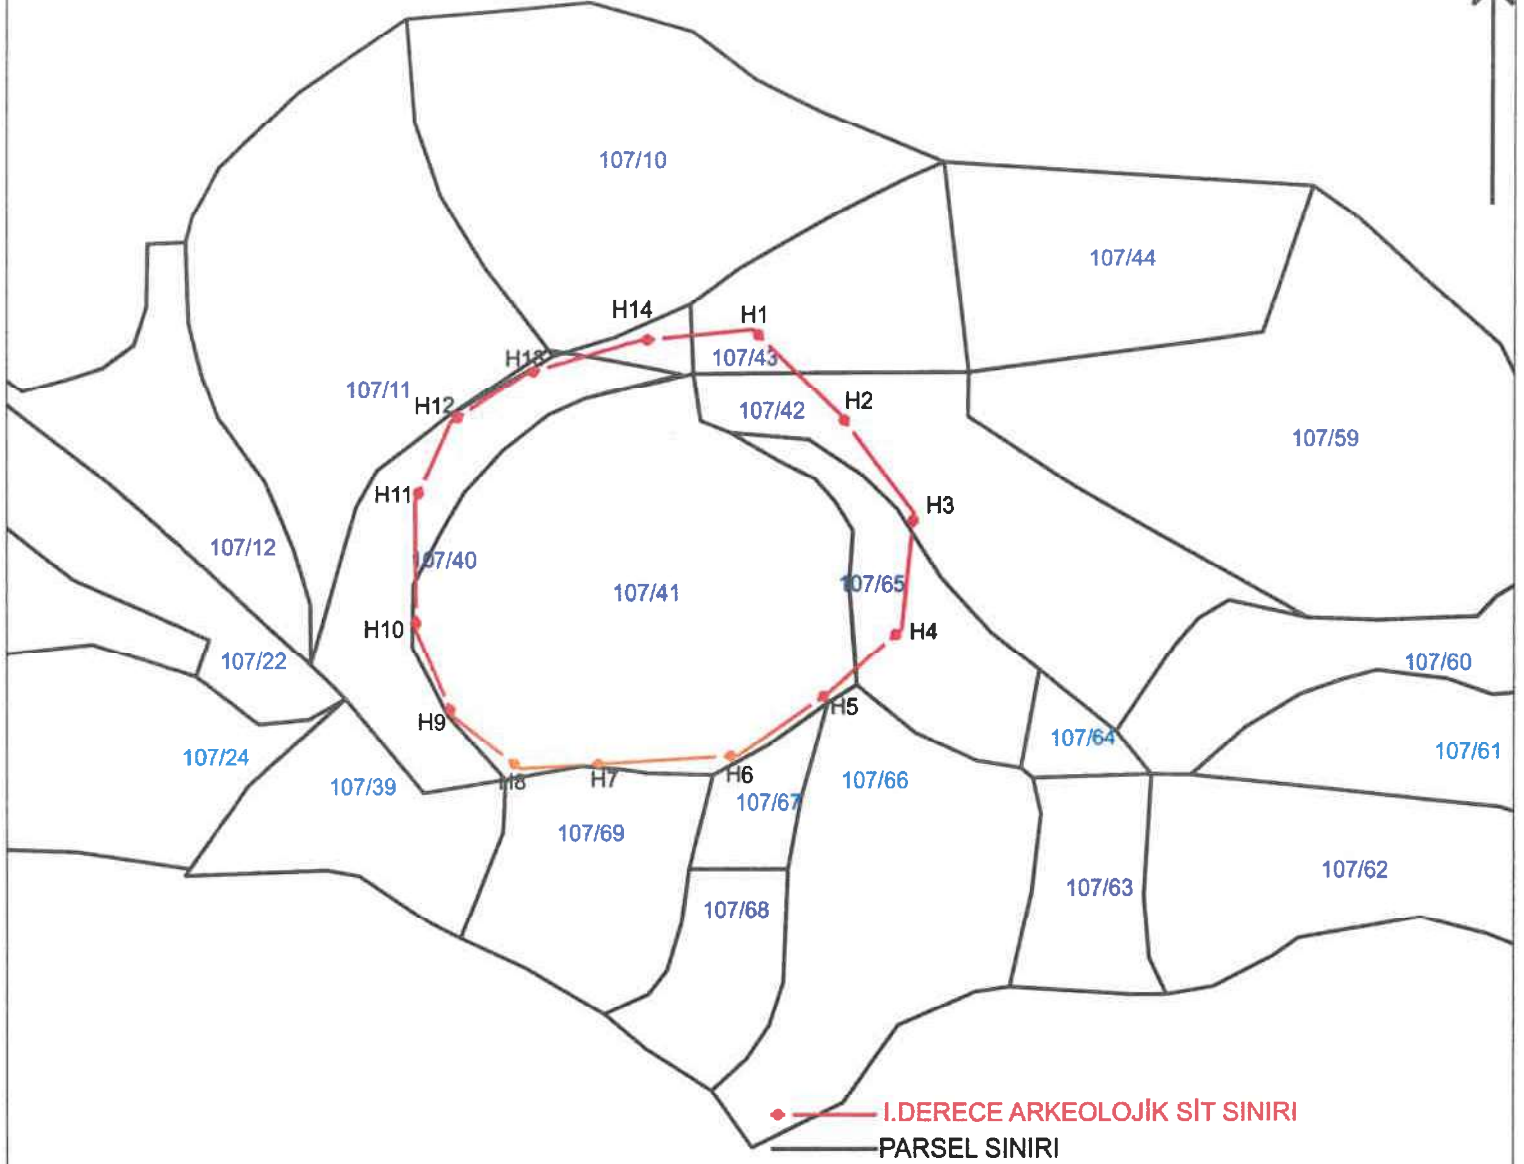 107/10
107/44
H14
H1
H13
107/43
107/11
H12
107/42
H2
107/59
H11
H3
107/12
107/40
107/41
107/65
H10
H4
107/22
107/60
H9
H5
107/24
107/64
107/61
H8
H7
H6
107/39
107/66
107/67
107/69
107/62
107/63
107/68
I.DERECE ARKEOLOJİK SİT SINIRI
PARSEL SINIRI